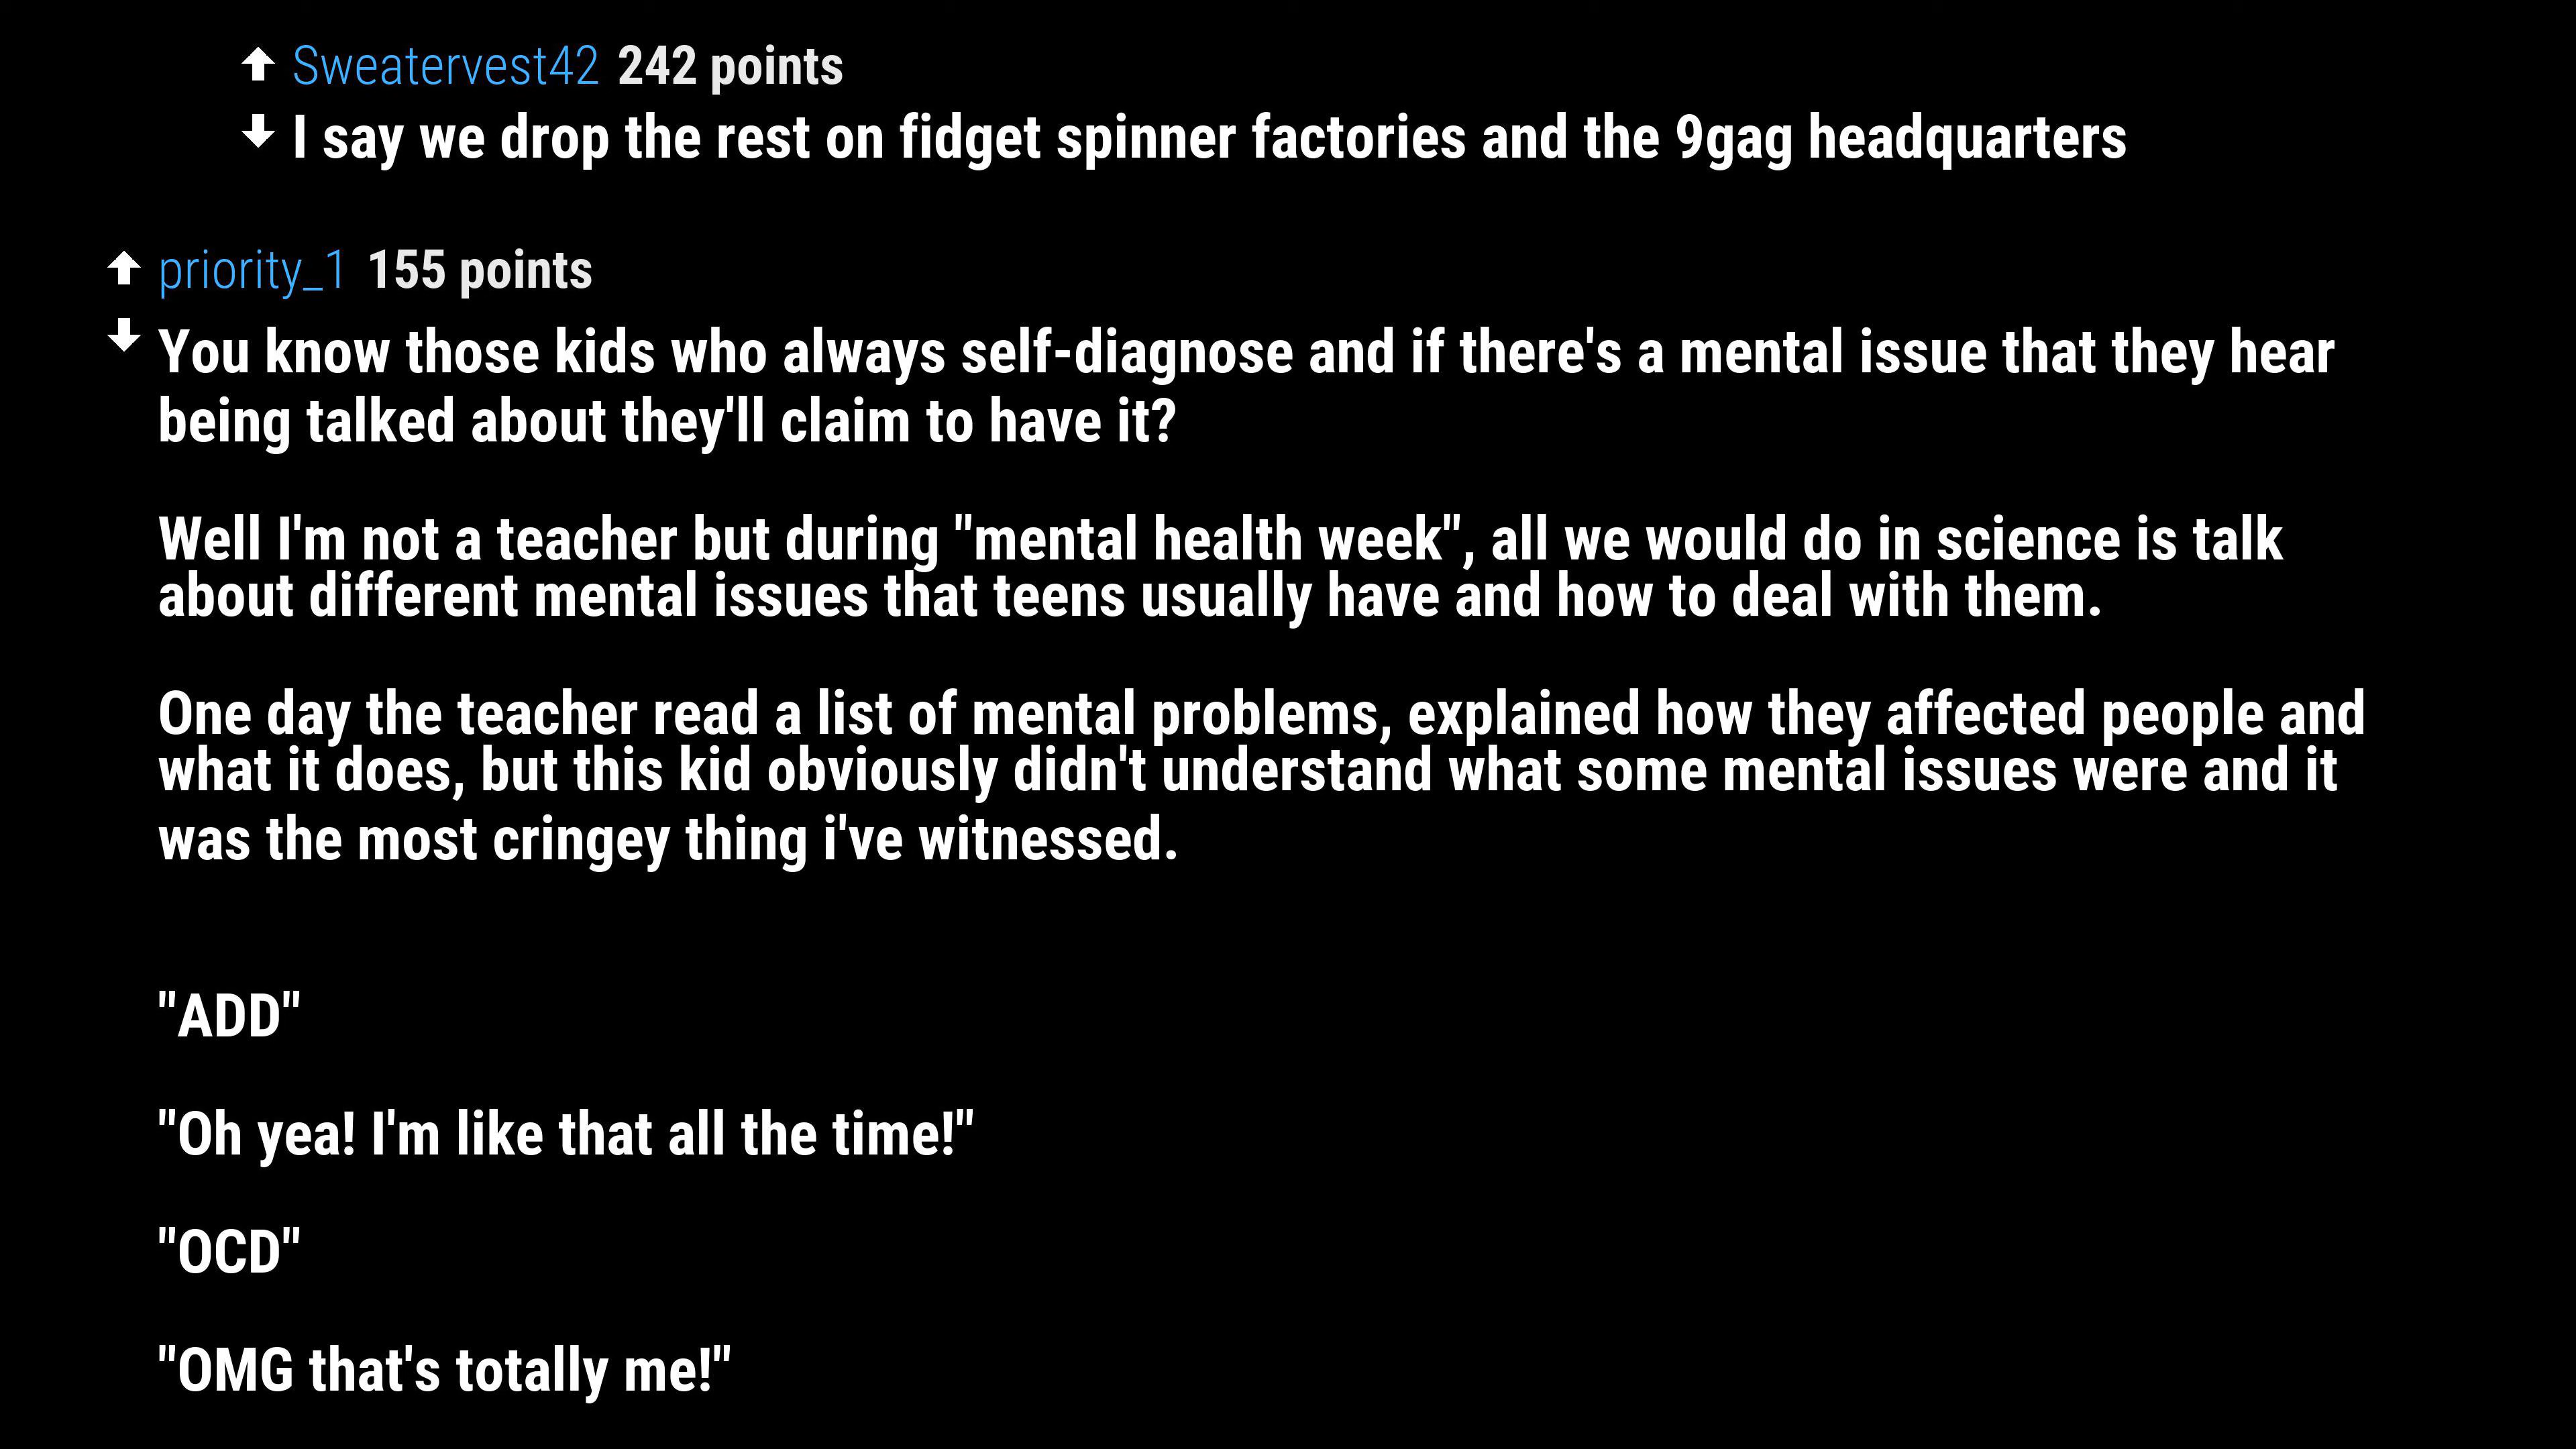 Sweatervest42 242 points
I say we drop the rest on fidget spinner factories and the 9gag headquarters
priority_1 155 points
You know those kids who always self-diagnose and if there's a mental issue that they hear
being talked about they'll claim to have it?
Well I'm not a teacher but during "mental health week", all we would do in science is talk
about different mental issues that teens usually have and how to deal with them.
One day the teacher read a list of mental problems, explained how they affected people and
what it does, but this kid obviously didn't understand what some mental issues were and it
was the most cringey thing i've witnessed.
"ADD"
"Oh yea! I'm like that all the time!"
"OCD"
"OMG that's totally me!"